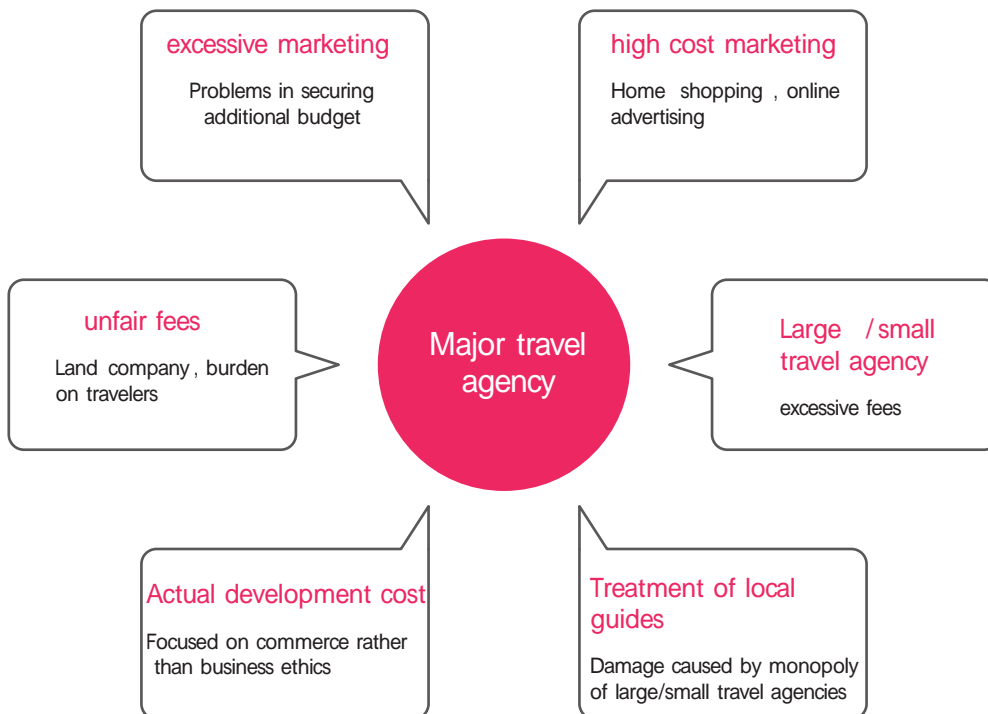 excessive marketing
Problems in securing
additional budget
high cost marketing
Home shopping , online
advertising
unfair fees
Land company , burden
on travelers
Major travel
agency
Large / small
travel agency
excessive fees
Actual development cost
Focused on commerce rather
than business ethics
Treatment of local
guides
Damage caused by monopoly
of large/small travel agencies